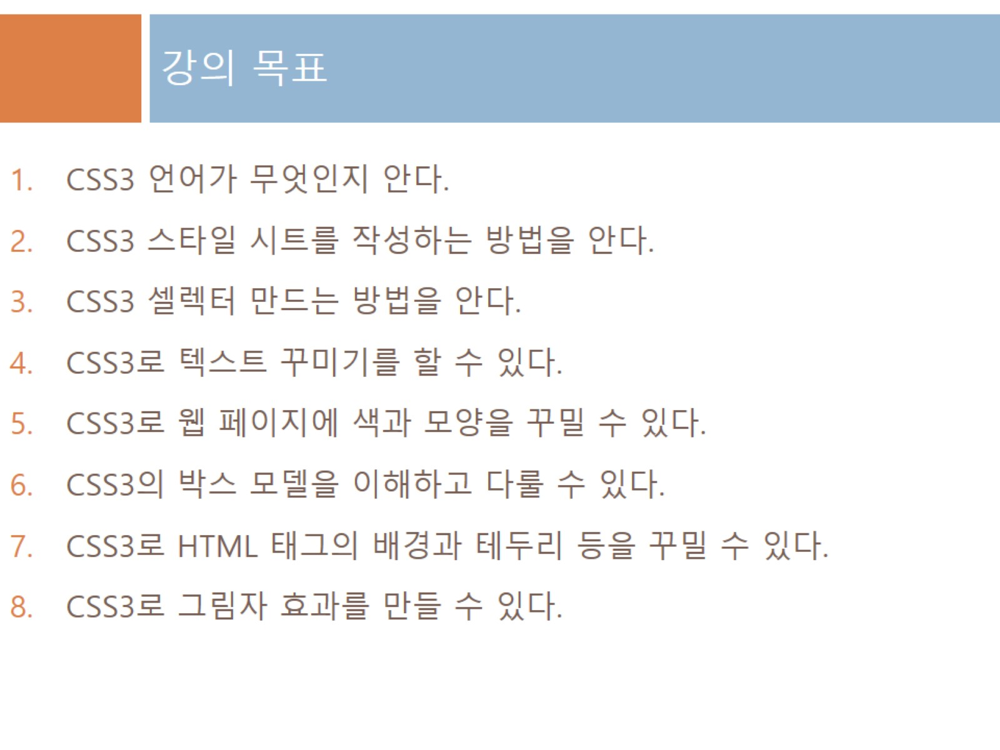 강의 목표
1. CSS3 언어가 무엇인지 안다.
2. CSS3 스타일 시트를 작성하는 방법을 안다.
3. CSS3 셀렉터 만드는 방법을 안다.
4. CSS3로 텍스트 꾸미기를 할 수 있다.
5. CSS3로 웹 페이지에 색과 모양을 꾸밀 수 있다.
6. CSS3의 박스 모델을 이해하고 다룰 수 있다.
7. CSS3로 HTML 태그의 배경과 테두리 등을 꾸밀 수 있다.
8. CSS3로 그림자 효과를 만들 수 있다.